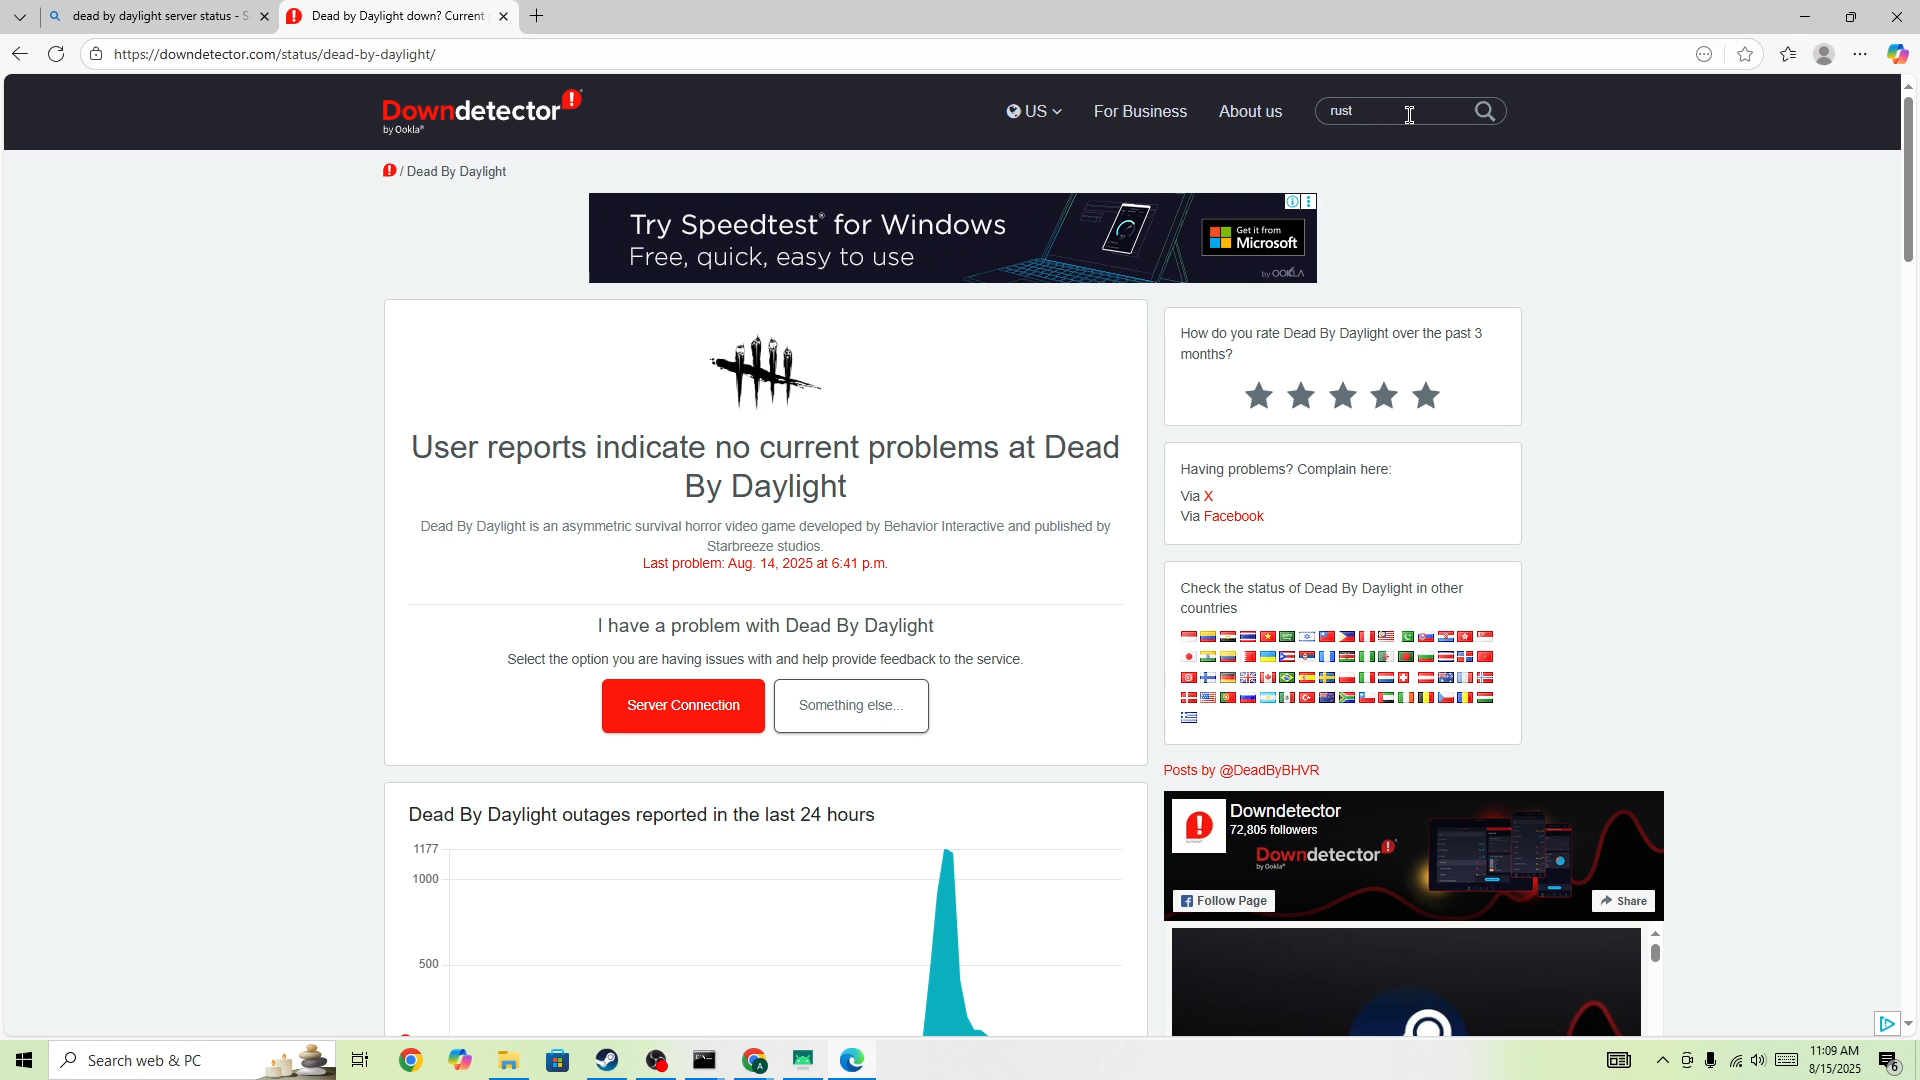 dead by daylight server status - S
Dead by Daylight down? Current
https://downdetector.com/status/dead-by-daylight/
Downdetector
by Ookla
US
For Business
About us
rust
/ Dead By Daylight
Try Speedtest® for Windows
Free, quick, easy to use
Get it from
Microsoft
by OOKLA
User reports indicate no current problems at Dead
By Daylight
Dead By Daylight is an asymmetric survival horror video game developed by Behavior Interactive and published by
Starbreeze studios.
Last problem: Aug. 14, 2025 at 6:41 p.m.
I have a problem with Dead By Daylight
Select the option you are having issues with and help provide feedback to the service.
Server Connection
Something else...
Dead By Daylight outages reported in the last 24 hours
1177
1000
500
How do you rate Dead By Daylight over the past 3
months?
Having problems? Complain here:
Via X
Via Facebook
Check the status of Dead By Daylight in other
countries
Posts by @DeadByBHVR
Downdetector
72,805 followers
Downdetector
by Ookla
Follow Page
Share
Search web & PC
11:09 AM
8/15/2025
6